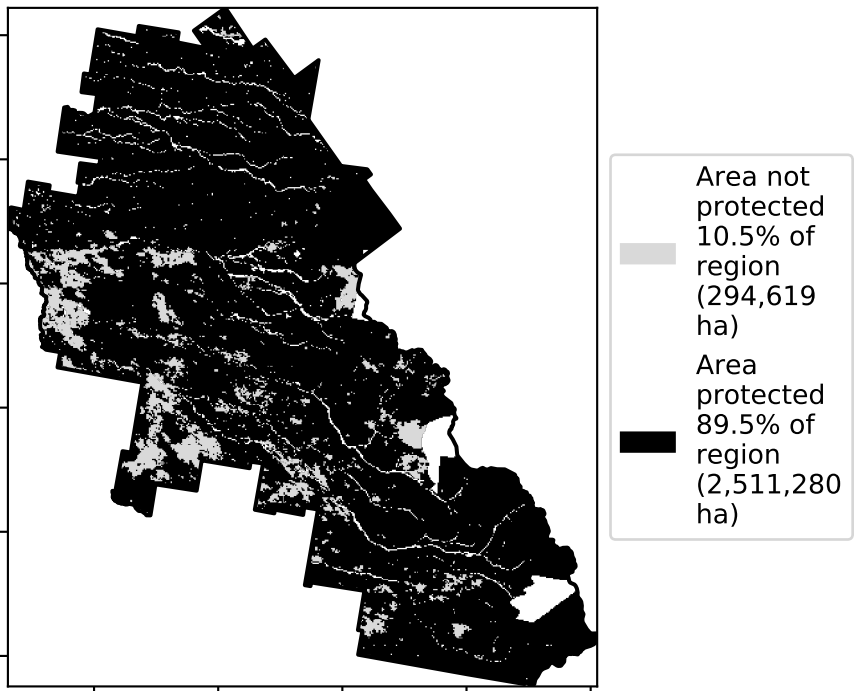 Area not
protected
10.5% of
region
(294,619
ha)
Area
protected
89.5% of
region
(2,511,280
ha)